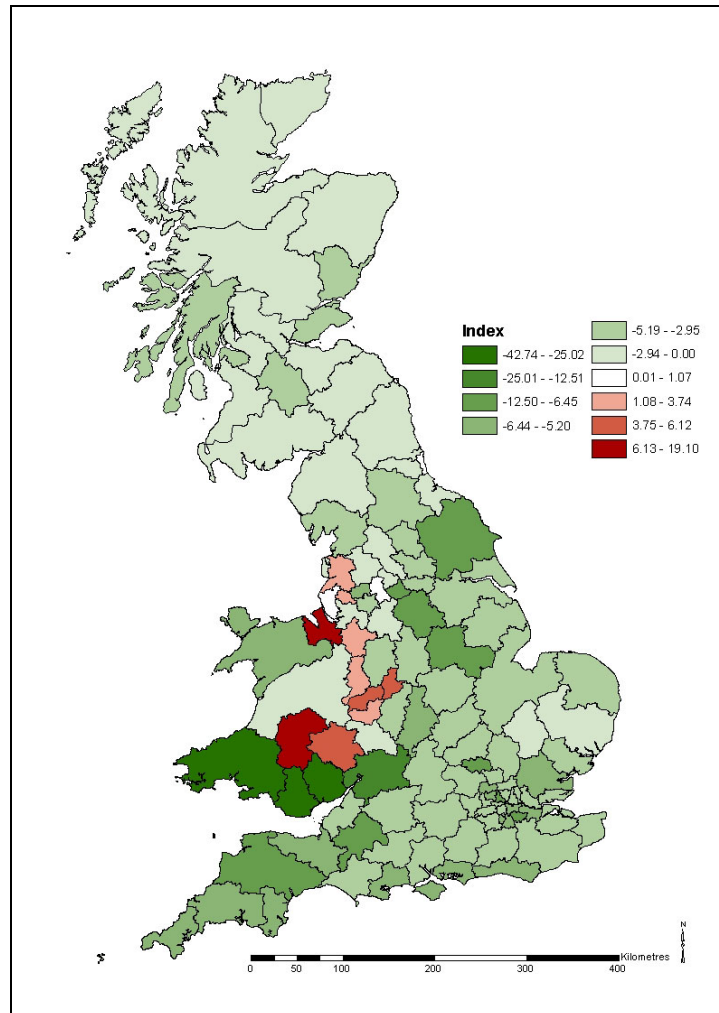 Index
-42.74 - -25.02
-25.01 - -12.51
-12.50 - -6.45
-6.44 - -5.20
-5.19 - -2.95
-2.94 - 0.00
0.01 - 1.07
1.08 - 3.74
3.75 - 6.12
6.13 - 19.10
N
Kilometres
0 50 100 200 300 400